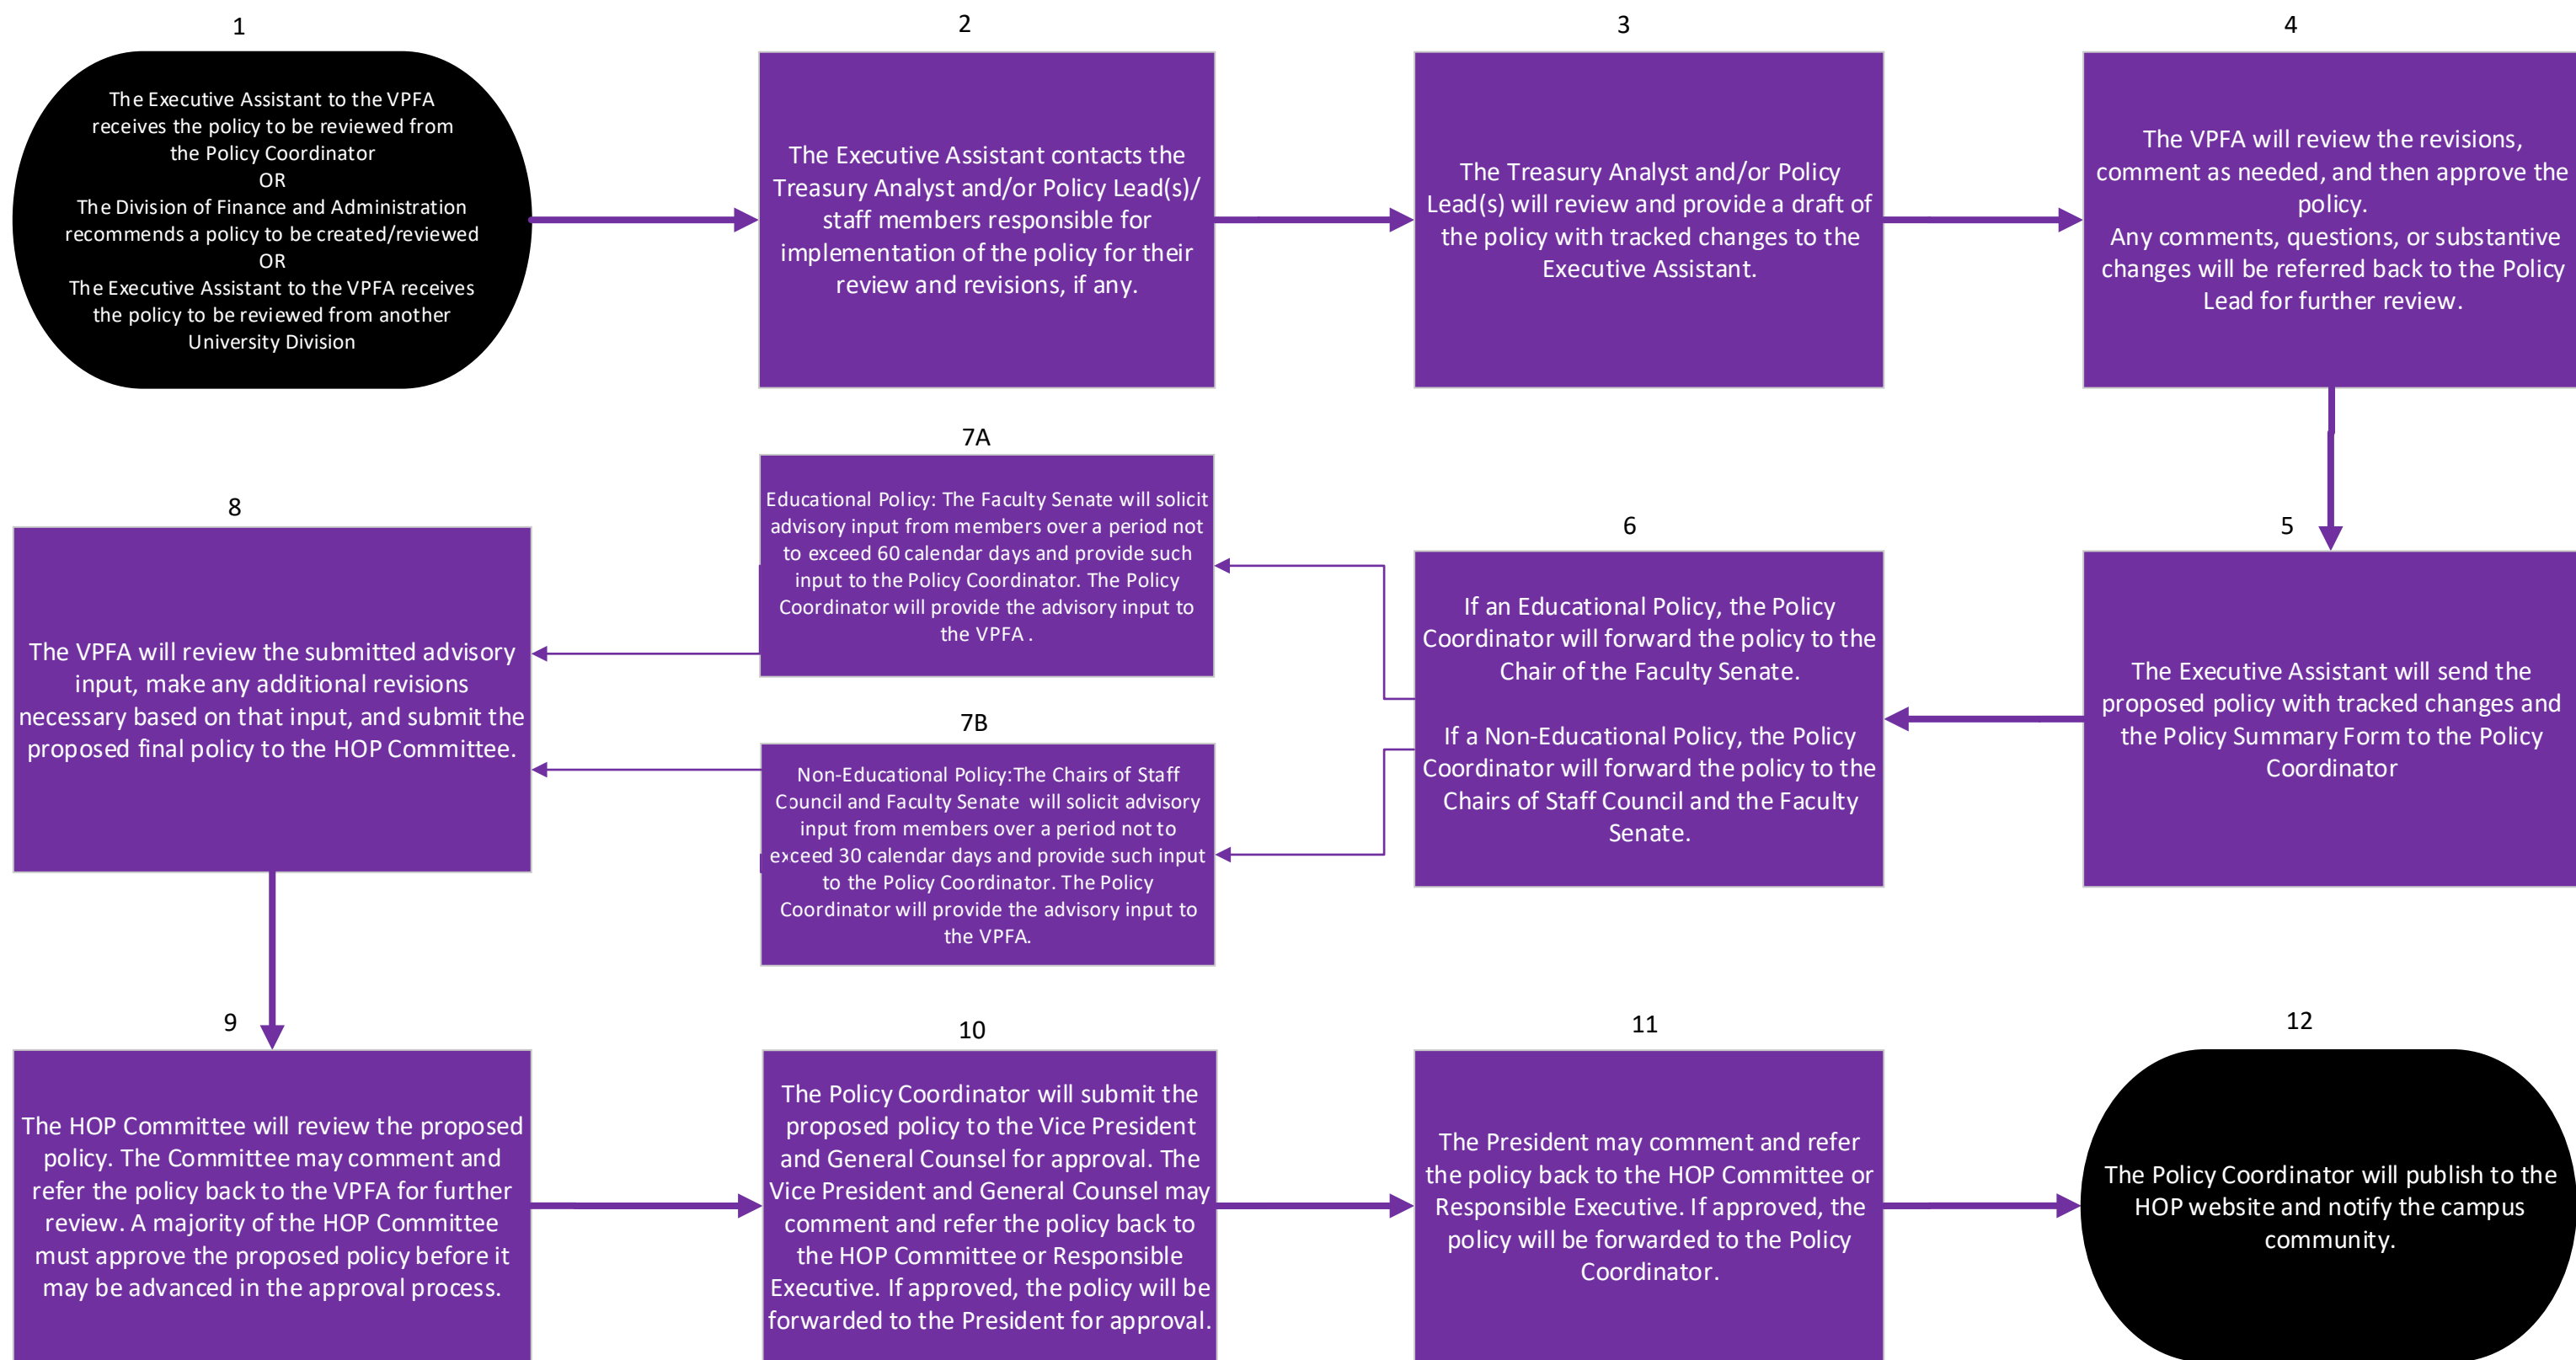 1
The Executive Assistant to the VPFA
receives the policy to be reviewed from
the Policy Coordinator
OR
The Division of Finance and Administration
recommends a policy to be created/reviewed
OR
The Executive Assistant to the VPFA receives
the policy to be reviewed from another
University Division
2
The Executive Assistant contacts the
Treasury Analyst and/or Policy Lead(s)/
staff members responsible for
implementation of the policy for their
review and revisions, if any.
3
The Treasury Analyst and/or Policy
Lead(s) will review and provide a draft of
the policy with tracked changes to the
Executive Assistant.
4
The VPFA will review the revisions,
comment as needed, and then approve the
policy.
Any comments, questions, or substantive
changes will be referred back to the Policy
Lead for further review.
5
The Executive Assistant will send the
proposed policy with tracked changes and
the Policy Summary Form to the Policy
Coordinator
6
If an Educational Policy, the Policy
Coordinator will forward the policy to the
Chair of the Faculty Senate.
If a Non-Educational Policy, the Policy
Coordinator will forward the policy to the
Chairs of Staff Council and the Faculty
Senate.
7A
Educational Policy: The Faculty Senate will solicit
advisory input from members over a period not
to exceed 60 calendar days and provide such
input to the Policy Coordinator. The Policy
Coordinator will provide the advisory input to
the VPFA .
7B
Non-Educational Policy:The Chairs of Staff
Council and Faculty Senate will solicit advisory
input from members over a period not to
exceed 30 calendar days and provide such input
to the Policy Coordinator. The Policy
Coordinator will provide the advisory input to
the VPFA.
8
The VPFA will review the submitted advisory
input, make any additional revisions
necessary based on that input, and submit the
proposed final policy to the HOP Committee.
9
The HOP Committee will review the proposed
policy. The Committee may comment and
refer the policy back to the VPFA for further
review. A majority of the HOP Committee
must approve the proposed policy before it
may be advanced in the approval process.
10
The Policy Coordinator will submit the
proposed policy to the Vice President
and General Counsel for approval. The
Vice President and General Counsel may
comment and refer the policy back to
the HOP Committee or Responsible
Executive. If approved, the policy will be
forwarded to the President for approval.
11
The President may comment and refer
the policy back to the HOP Committee or
Responsible Executive. If approved, the
policy will be forwarded to the Policy
Coordinator.
12
The Policy Coordinator will publish to the
HOP website and notify the campus
community.